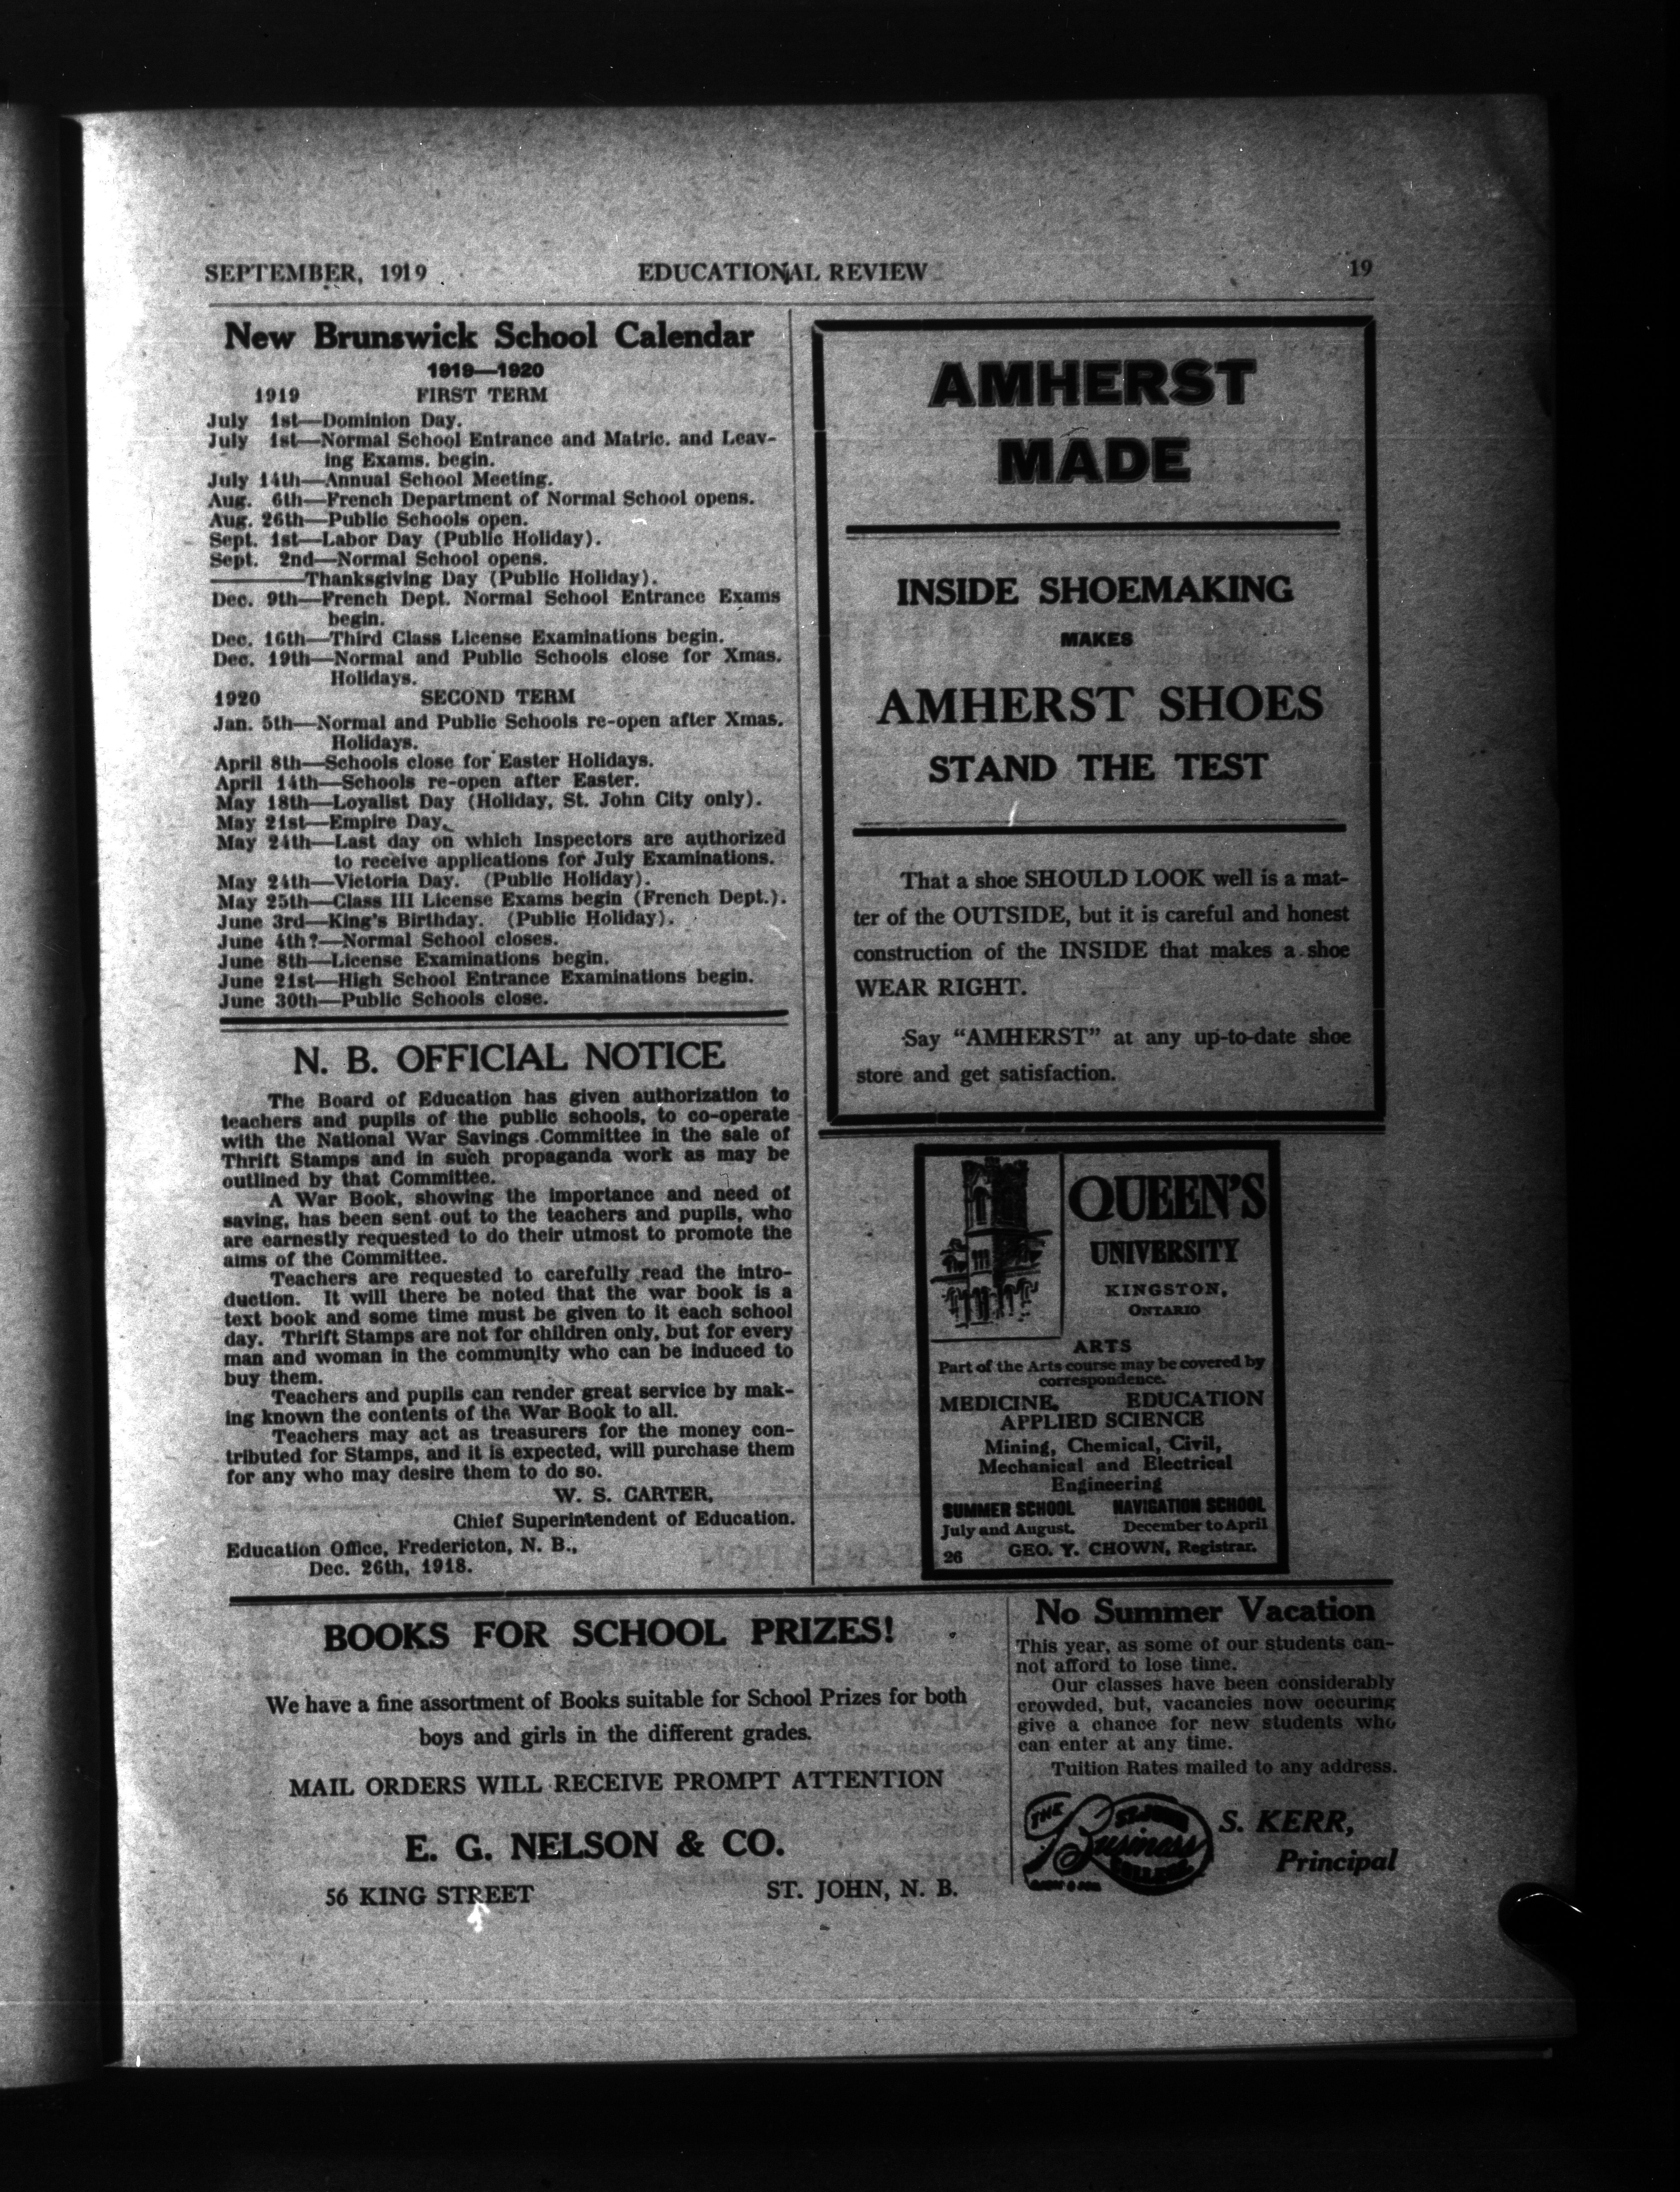 SEPTEMBER, 1919 EDUCATIONAL REVIEW 19
New Brunswick School Calendar
1919—1920
1919 FIRST TERM
July 1st—Dominion Day.
July 1st—Normal School Entrance and Matric. and Leav-
ing Exams. begin.
July 14th—Annual School Meeting.
Aug. 6th—French Department of Normal School opens.
Aug. 26th—Public Schools open.
Sept. 1st—Labor Day (Public Holiday).
Sept. 2nd—Normal School opens.
———Thanksgiving Day (Public Holiday).
Dec. 9th—French Dept. Normal School Entrance Exams
begin.
Dec. 16th—Third Class License Examinations begin.
Dec. 19th—Normal and Public Schools close for Xmas.
Holidays.
1920 SECOND TERM
Jan. 5th—Normal and Public Schools re-open after Xmas.
Holidays.
April 8th—Schools close for Easter Holidays.
April 14th—Schools re-open after Easter.
May 18th—Loyalist Day (Holiday, St. John City only).
May 21st—Empire Day.
May 24th—Last day on which Inspectors are authorized
to receive applications for July Examinations.
May 24th—Victoria Day. (Public Holiday).
May 25th—Class III License Exams begin (French Dept.).
June 3rd—King's Birthday. (Public Holiday).
June 4th?—Normal School closes.
June 8th—License Examinations begin.
June 21st—High School Entrance Examinations begin.
June 30th—Public Schools close.
N. B. OFFICIAL NOTICE
The Board of Education has given authorization to
teachers and pupils of the public schools, to co-operate
with the National War Savings Committee in the sale of
Thrift Stamps and in such propaganda work as may be
outlined by that Committee.
A War Book, showing the importance and need of
saving, has been sent out to the teachers and pupils, who
are earnestly requested to do their utmost to promote the
aims of the Committee.
Teachers are requested to carefully read the intro-
duction. It will there be noted that the war book is a
text book and some time must be given to it each school
day. Thrift Stamps are not for children only, but for every
man and woman in the community who can be induced to
buy them.
Teachers and pupils can render great service by mak-
ing known the contents of the War Book to all.
Teachers may act as treasurers for the money con-
tributed for Stamps, and it is expected, will purchase them
for any who may desire them to do so.
W. S. CARTER,
Chief Superintendent of Education.
Education Office, Fredericton, N. B.,
Dec. 26th, 1918.
AMHERST
MADE
INSIDE SHOEMAKING
MAKES
AMHERST SHOES
STAND THE TEST
That a shoe SHOULD LOOK well is a mat-
ter of the OUTSIDE, but it is careful and honest
construction of the INSIDE that makes a shoe
WEAR RIGHT.
Say "AMHERST" at any up-to-date shoe
store and get satisfaction.
QUEEN'S
UNIVERSITY
KINGSTON,
ONTARIO
ARTS
Part of the Arts course may be covered by
correspondence.
MEDICINE, EDUCATION
APPLIED SCIENCE
Mining, Chemical, Civil,
Mechanical and Electrical
Engineering
SUMMER SCHOOL NAVIGATION SCHOOL
July and August. December to April
26 GEO. Y. CHOWN, Registrar.
BOOKS FOR SCHOOL PRIZES!
We have a fine assortment of Books suitable for School Prizes for both
boys and girls in the different grades.
MAIL ORDERS WILL RECEIVE PROMPT ATTENTION
E. G. NELSON & CO.
56 KING STREET ST. JOHN, N. B.
No Summer Vacation
This year, as some of our students can-
not afford to lose time.
Our classes have been considerably
crowded, but, vacancies now occuring
give a chance for new students who
can enter at any time.
Tuition Rates mailed to any address.
THE
ST. JOHN
Business
COLLEGE
S. KERR,
Principal